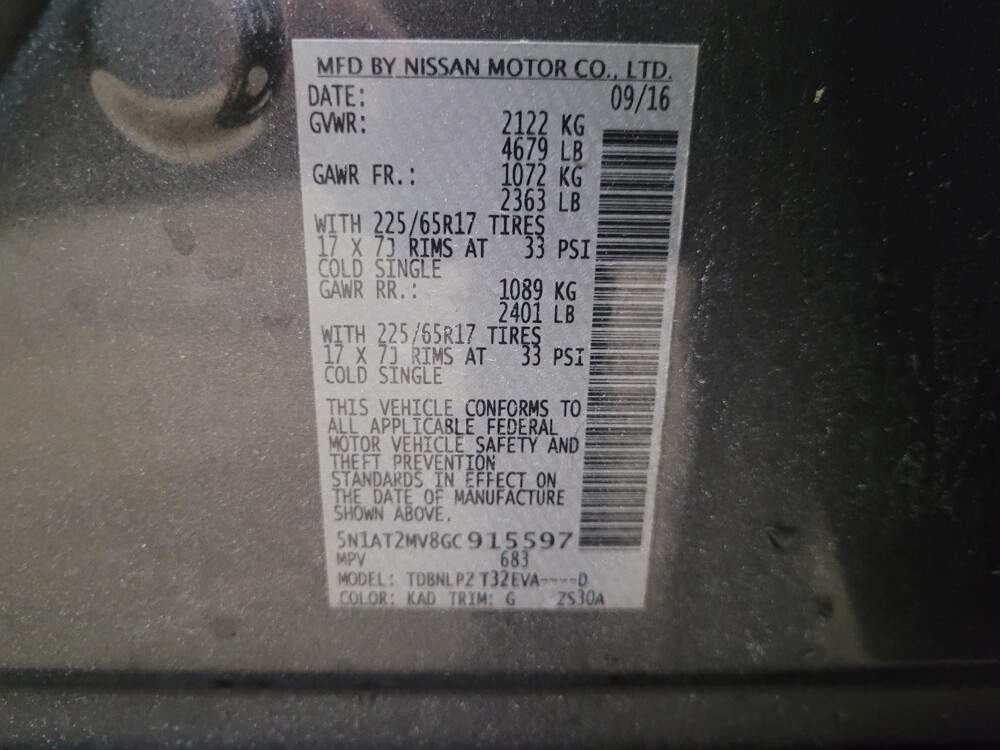 MFD BY NISSAN MOTOR CO., LTD.
DATE: 09/16
GVWR: 2122 KG
4679 LB
GAWR FR.: 1072 KG
2363 LB
WITH 225/65R17 TIRES
17 X 7J RIMS AT 33 PSI
COLD SINGLE
GAWR RR.: 1089 KG
2401 LB
WITH 225/65R17 TIRES
17 X 7J RIMS AT 33 PSI
COLD SINGLE
THIS VEHICLE CONFORMS TO
ALL APPLICABLE FEDERAL
MOTOR VEHICLE SAFETY AND
THEFT PREVENTION
STANDARDS IN EFFECT ON
THE DATE OF MANUFACTURE
SHOWN ABOVE.
5N1AT2MV8GC915597
MPV 683
MODEL: TDBNLPZ T32EVA----D
COLOR: KAD TRIM: G ZS30A